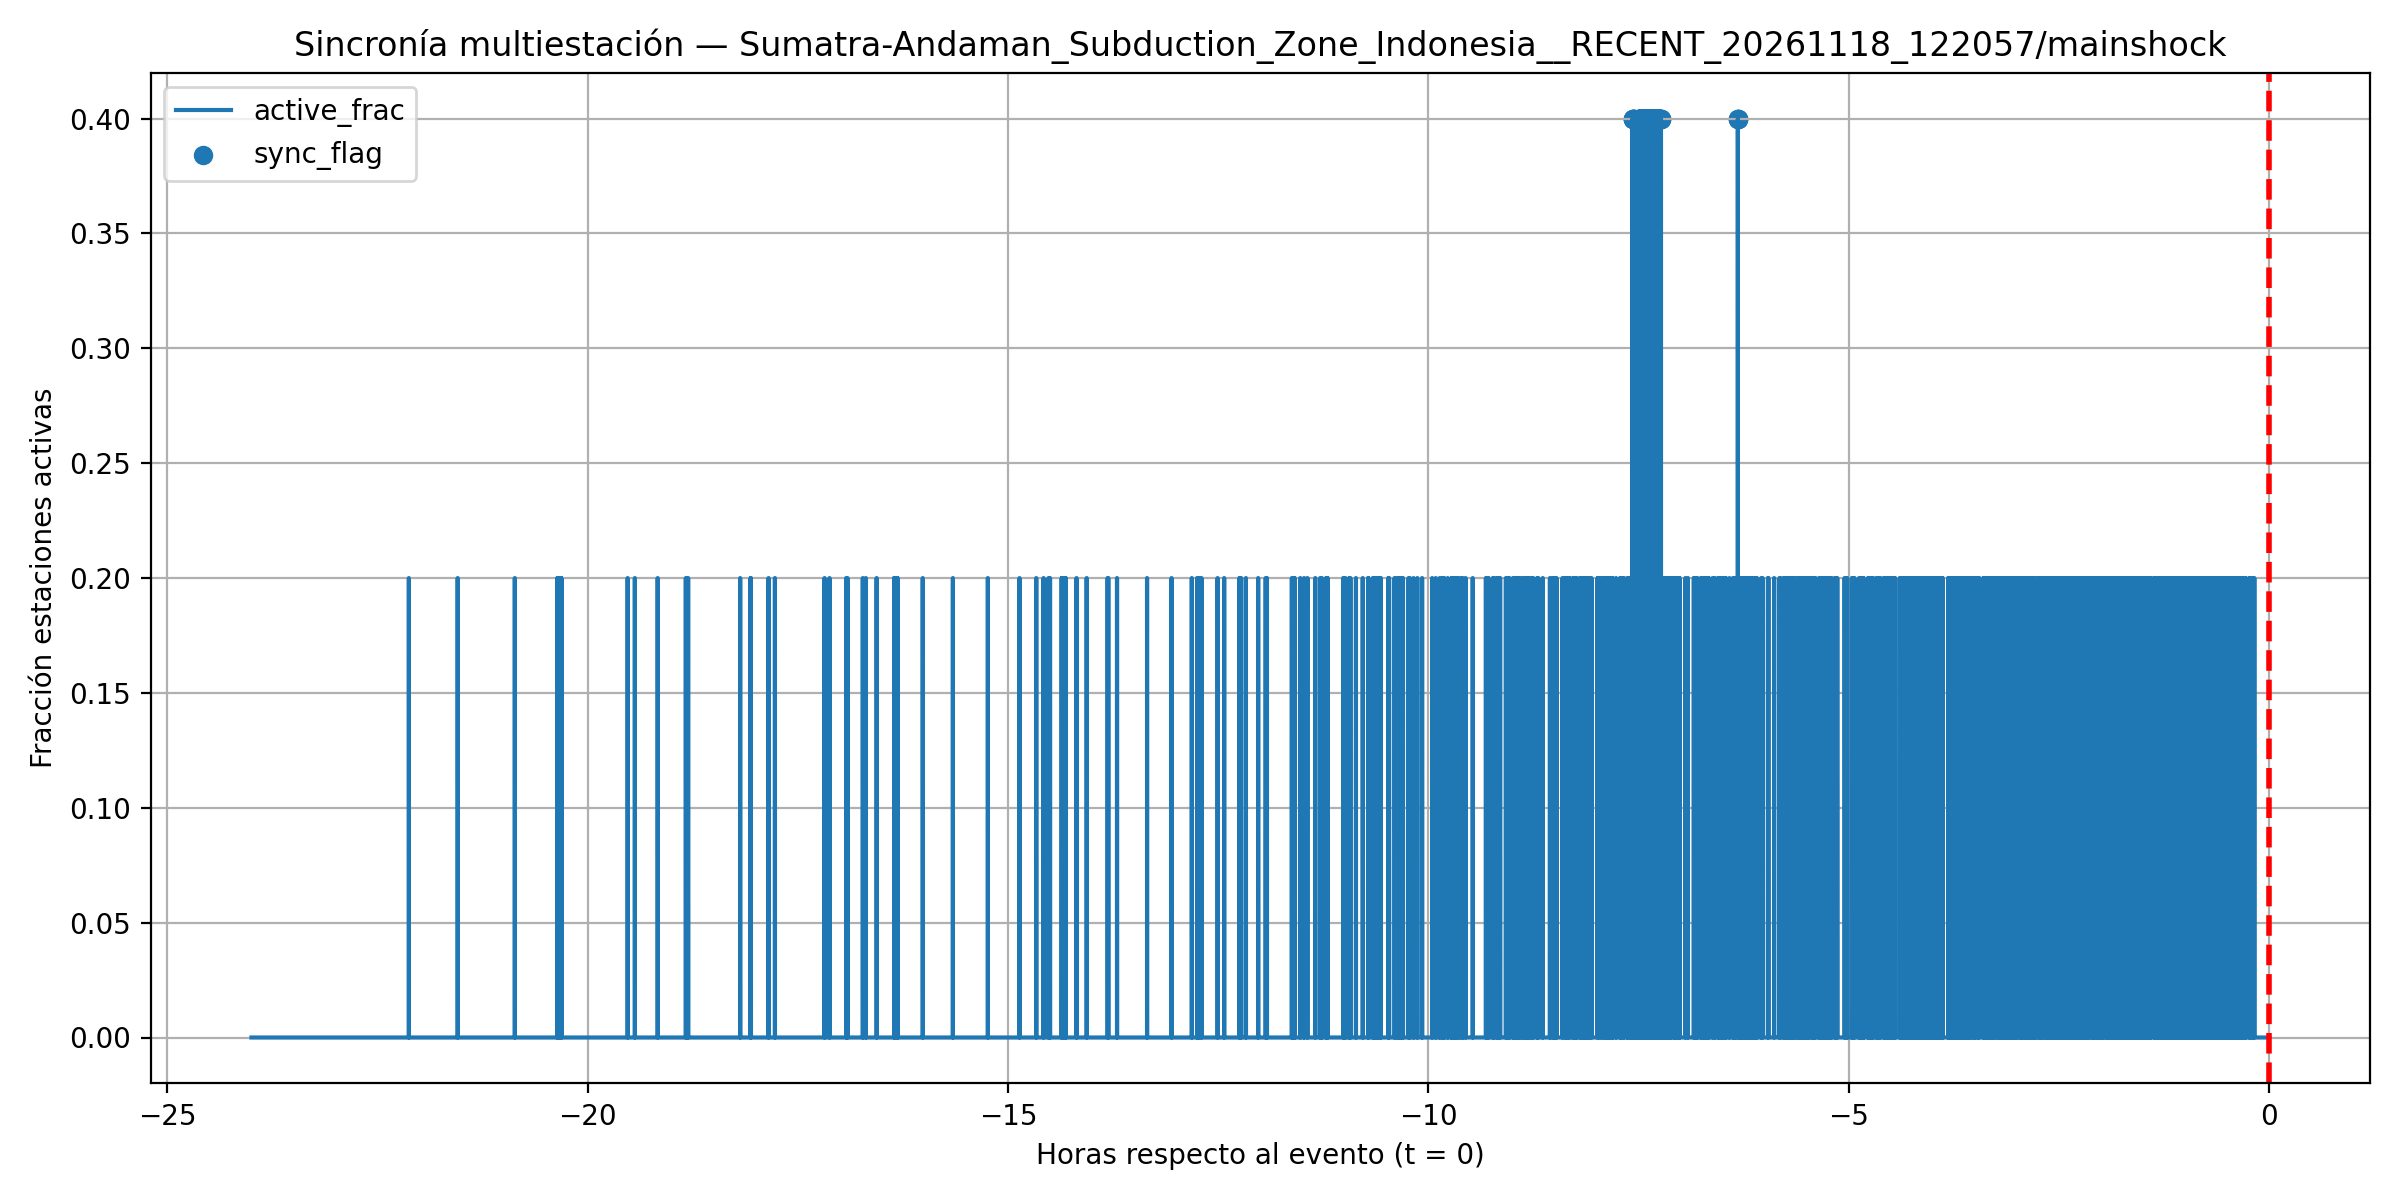 Sincronía multiestación — Sumatra-Andaman_Subduction_Zone_Indonesia__RECENT_20261118_122057/mainshock
active_frac
sync_flag
Fracción estaciones activas
0.40
0.35
0.30
0.25
0.20
0.15
0.10
0.05
0.00
−25 −20 −15 −10 −5 0
Horas respecto al evento (t = 0)